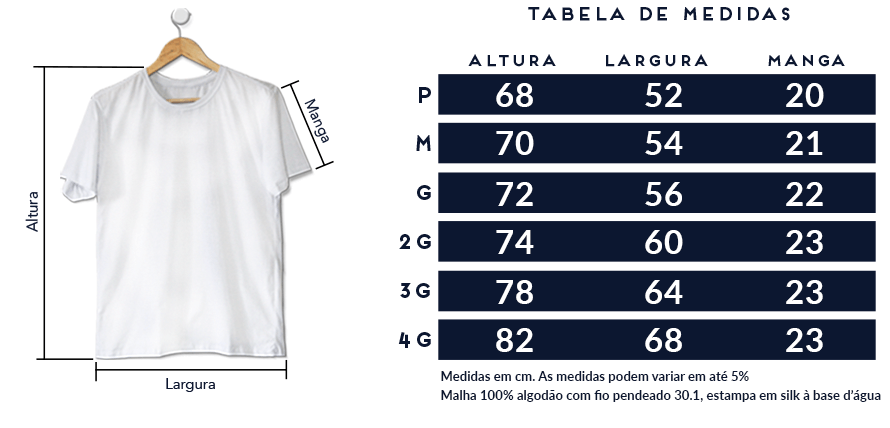 TABELA DE MEDIDAS
ALTURA LARGURA MANGA
P 68 52 20
M 70 54 21
G 72 56 22
2G 74 60 23
3G 78 64 23
4G 82 68 23
Medidas em cm. As medidas podem variar em até 5%
Malha 100% algodão com fio pendeado 30.1, estampa em silk à base d'água
Altura
Manga
Largura